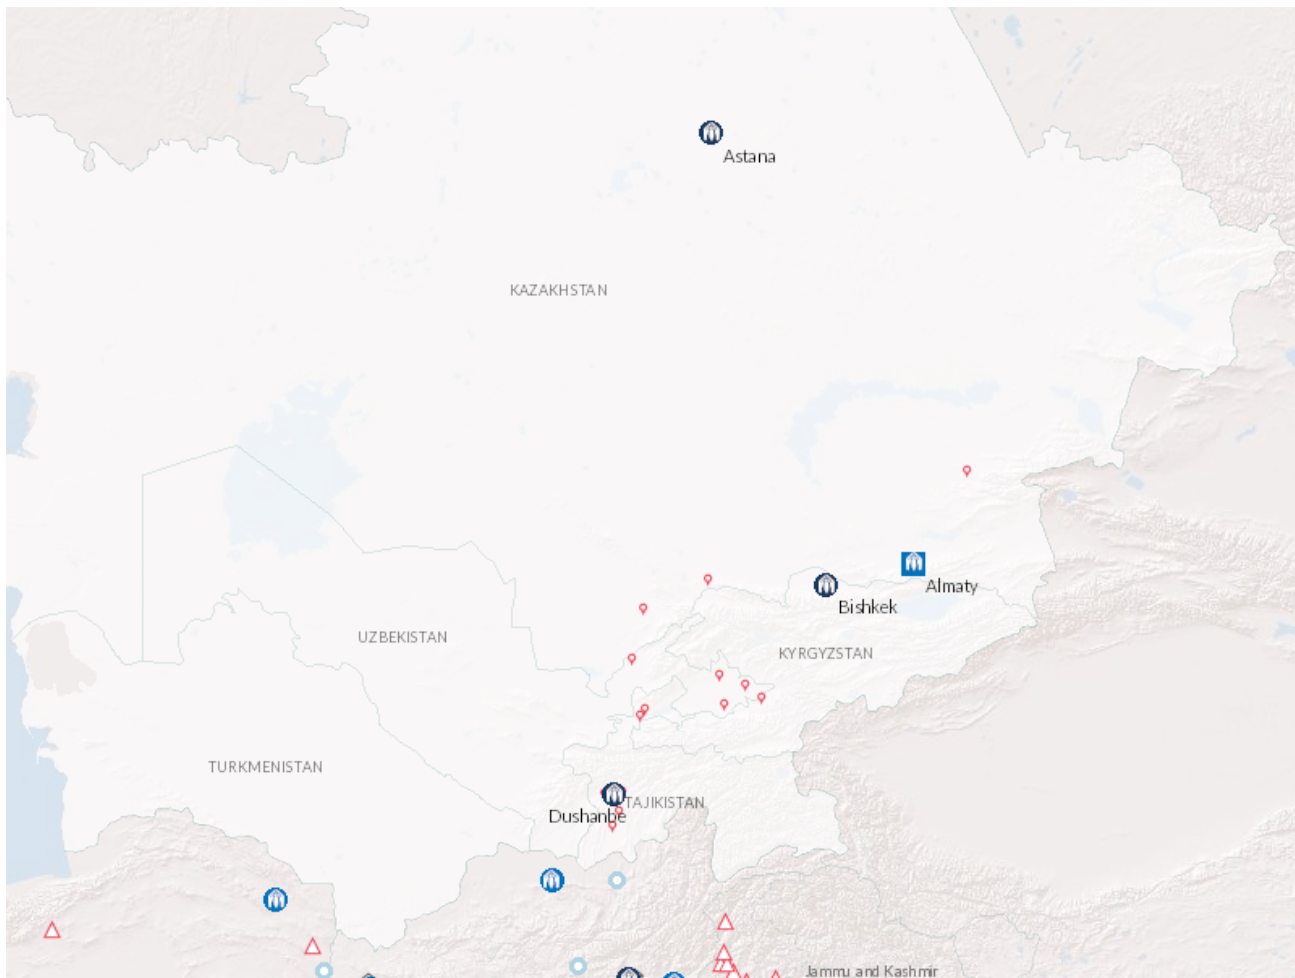 Astana
KAZAKHSTAN
Almaty
Bishkek
UZBEKISTAN
KYRGYZSTAN
TURKMENISTAN
TAJIKISTAN
Dushanbe
Jammu and Kashmir